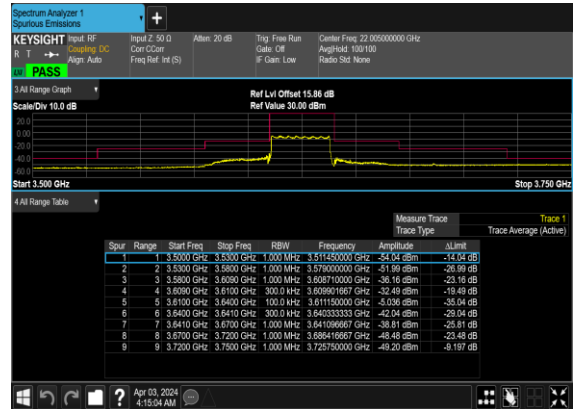 Spectrum Analyzer 1
Spurious Emissions
+
KEYSIGHT Input: RF Input Z: 50 Ω Atten: 20 dB Trig: Free Run Center Freq: 22.005000000 GHz
R T Coupling: DC Corr CCorr Gate: Off Avg|Hold: 100/100
Align: Auto Freq Ref: Int (S) IF Gain: Low Radio Std: None
PASS
3 All Range Graph
Ref Lvl Offset 15.86 dB
Scale/Div 10.0 dB Ref Value 30.00 dBm
20.0
0.00
-20.0
-40.0
-60.0
Start 3.500 GHz Stop 3.750 GHz
4 All Range Table
Measure Trace Trace 1
Trace Type Trace Average (Active)
Spur Range Start Freq Stop Freq RBW Frequency Amplitude ΔLimit
1 1 3.5000 GHz 3.5300 GHz 1.000 MHz 3.511450000 GHz -54.04 dBm -14.04 dB
2 2 3.5300 GHz 3.5800 GHz 1.000 MHz 3.579000000 GHz -51.99 dBm -26.99 dB
3 3 3.5800 GHz 3.6090 GHz 1.000 MHz 3.608710000 GHz -36.16 dBm -23.16 dB
4 4 3.6090 GHz 3.6100 GHz 300.0 kHz 3.609901667 GHz -32.49 dBm -19.49 dB
5 5 3.6100 GHz 3.6400 GHz 100.0 kHz 3.611150000 GHz -5.036 dBm -35.04 dB
6 6 3.6400 GHz 3.6410 GHz 300.0 kHz 3.640333333 GHz -42.04 dBm -29.04 dB
7 7 3.6410 GHz 3.6700 GHz 1.000 MHz 3.641096667 GHz -38.81 dBm -25.81 dB
8 8 3.6700 GHz 3.7200 GHz 1.000 MHz 3.686416667 GHz -48.48 dBm -23.48 dB
9 9 3.7200 GHz 3.7500 GHz 1.000 MHz 3.725750000 GHz -49.20 dBm -9.197 dB
? Apr 03, 2024
4:15:04 AM